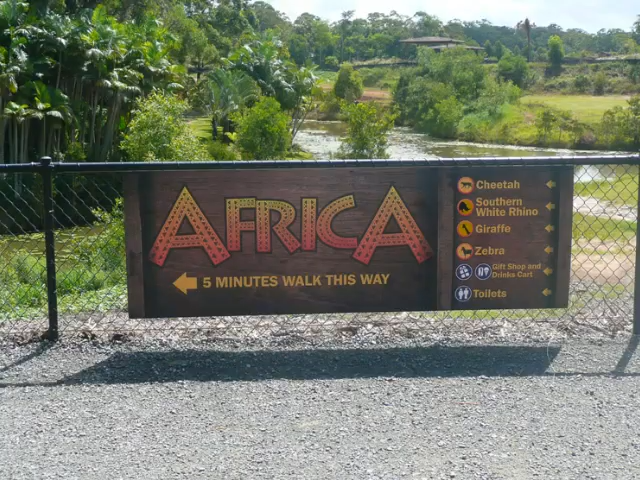 AFRICA
5 MINUTES WALK THIS WAY
Cheetah
Southern
White Rhino
Giraffe
Zebra
Gift Shop and
Drinks Cart
Toilets